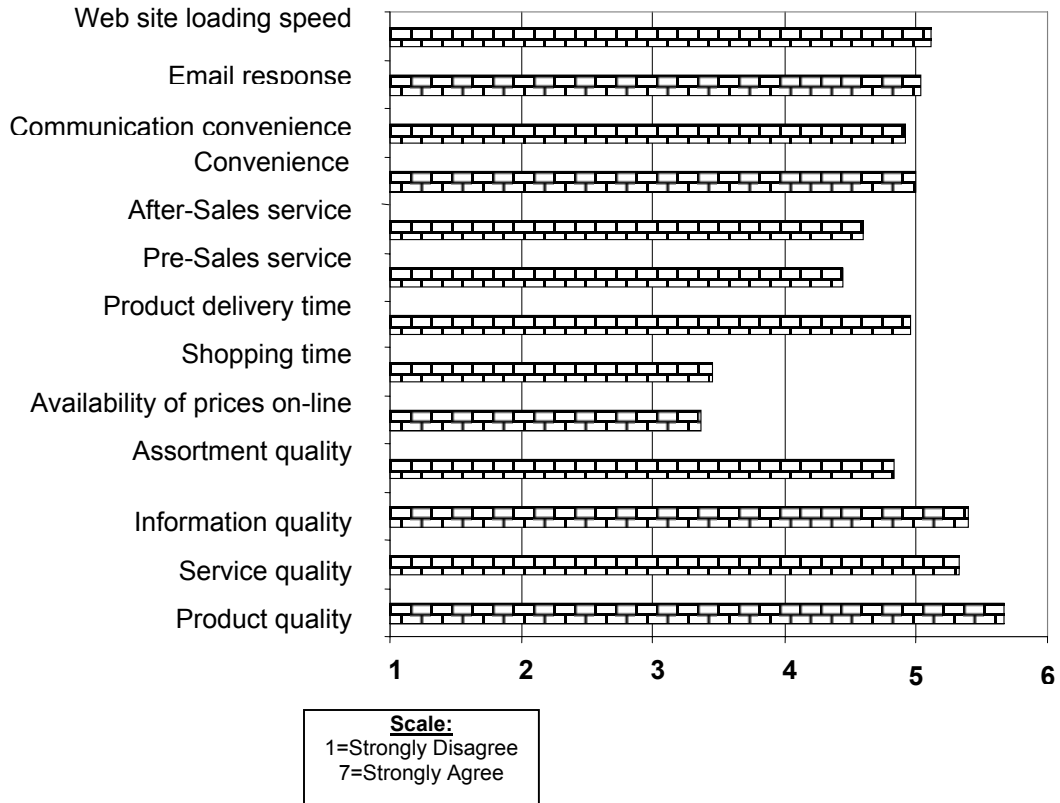 Web site loading speed
Email response
Communication convenience
Convenience
After-Sales service
Pre-Sales service
Product delivery time
Shopping time
Availability of prices on-line
Assortment quality
Information quality
Service quality
Product quality
1 2 3 4 5 6
Scale:
1=Strongly Disagree
7=Strongly Agree